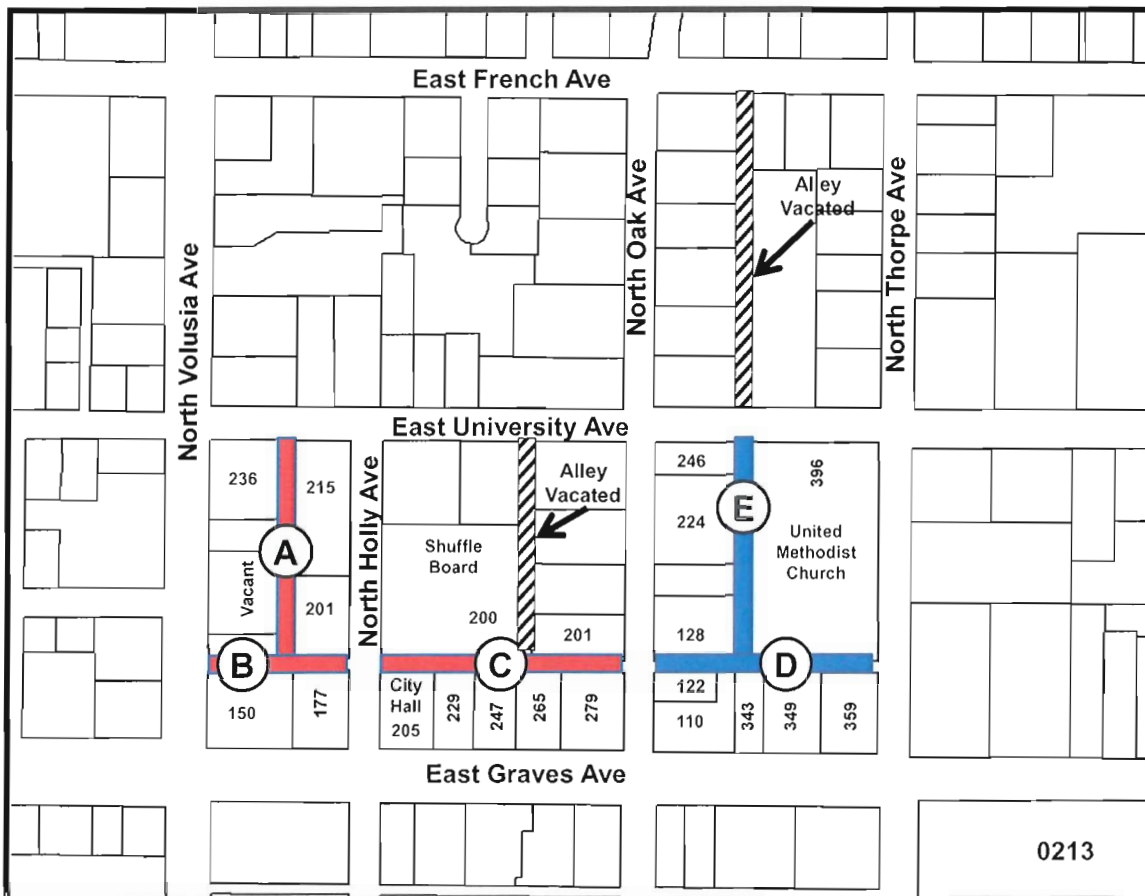 East French Ave
North Volusia Ave
North Oak Ave
Alley
Vacated
North Thorpe Ave
East University Ave
236
215
A
Vacant
201
B
150
177
North Holly Ave
Alley
Vacated
Shuffle
Board
200
201
C
City
Hall
205
229
247
265
279
246
224
E
396
United
Methodist
Church
128
D
122
110
343
349
359
East Graves Ave
0213